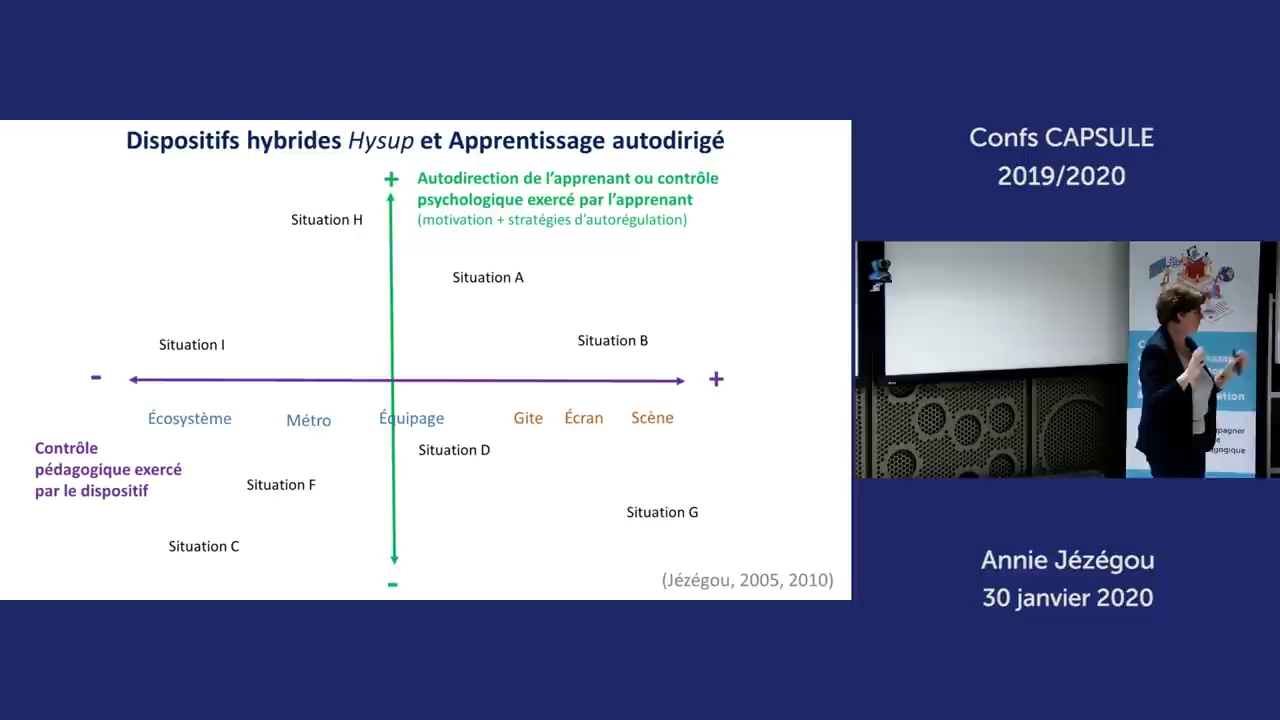 Dispositifs hybrides Hysup et Apprentissage autodirigé
+
Autodirection de l'apprenant ou contrôle
psychologique exercé par l'apprenant
(motivation + stratégies d'autorégulation)
Situation H
Situation A
Situation I
Situation B
-
+
Écosystème
Métro
Équipage
Gite
Écran
Scène
Contrôle
pédagogique exercé
par le dispositif
Situation D
Situation F
Situation G
Situation C
-
(Jézégou, 2005, 2010)
Confs CAPSULE
2019/2020
Annie Jézégou
30 janvier 2020